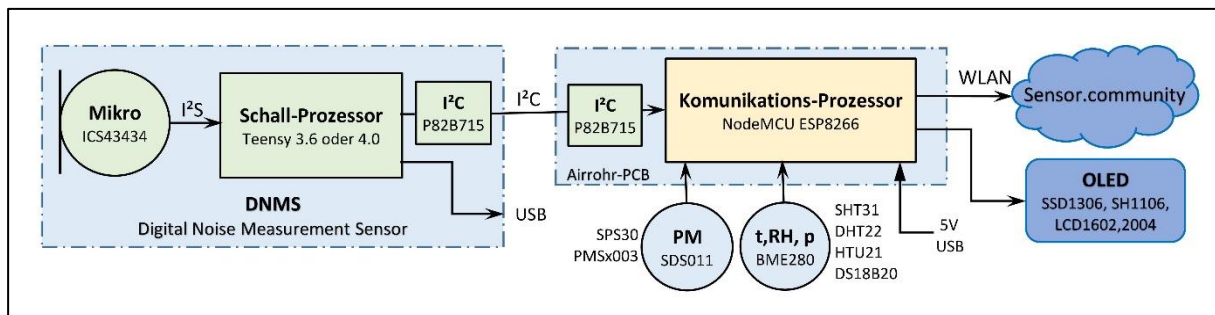 Mikro
ICS43434
I²S
Schall-Prozessor
Teensy 3.6 oder 4.0
I²C
P82B715
USB
DNMS
Digital Noise Measurement Sensor
I²C
I²C
P82B715
Airrohr-PCB
Komunikations-Prozessor
NodeMCU ESP8266
WLAN
Sensor.community
OLED
SSD1306, SH1106,
LCD1602,2004
SPS30
PMSx003
PM
SDS011
t,RH, p
BME280
SHT31
DHT22
HTU21
DS18B20
5V
USB